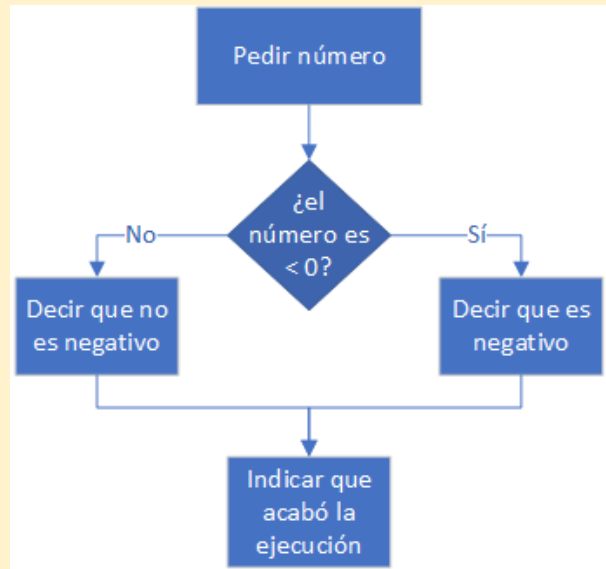 Pedir número
¿el
número es
< 0?
No
Sí
Decir que no
es negativo
Decir que es
negativo
Indicar que
acabó la
ejecución